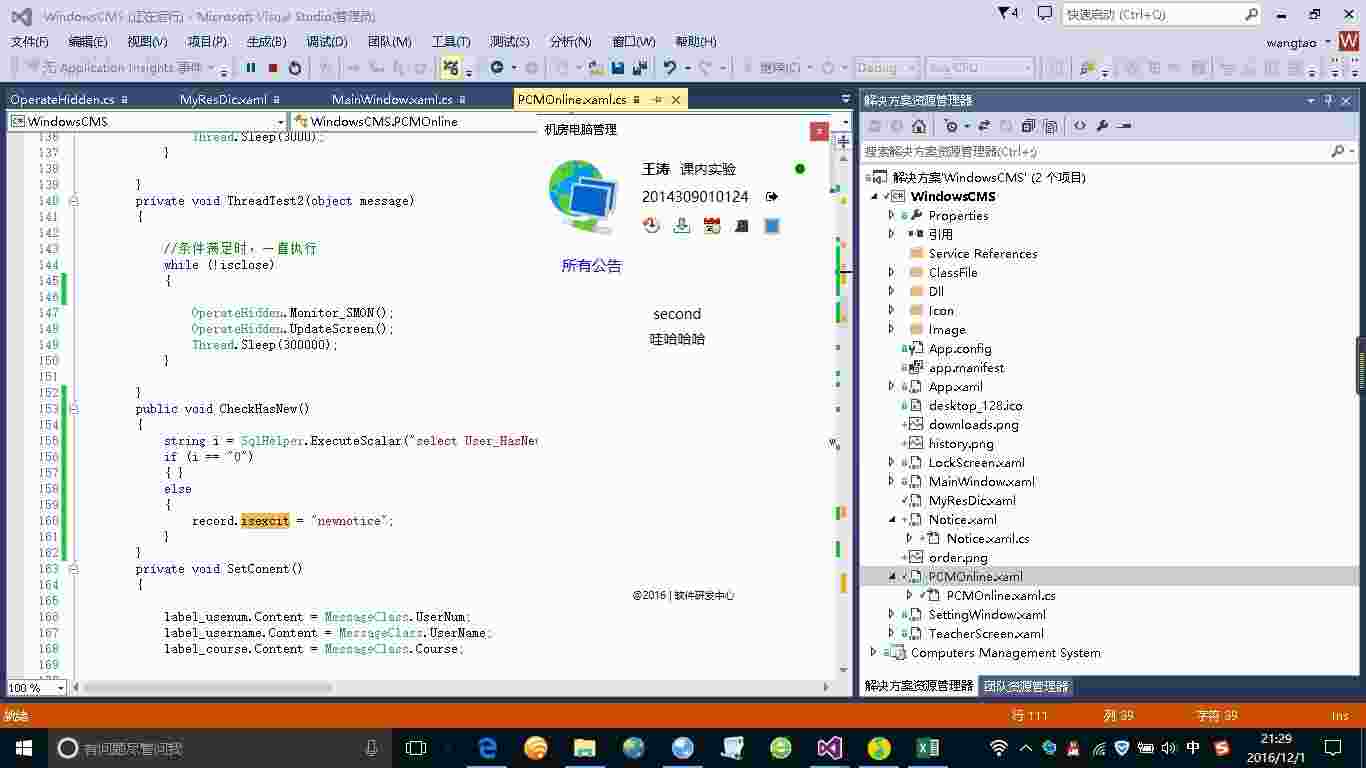 WindowsCMS (正在运行) - Microsoft Visual Studio(管理员)
4
快速启动 (Ctrl+Q)
文件(F) 编辑(E) 视图(V) 项目(P) 生成(B) 调试(D) 团队(M) 工具(T) 测试(S) 分析(N) 窗口(W) 帮助(H)
wangtao W
无 Application Insights 事件
继续(C) Debug Any CPU
OperateHidden.cs MyResDic.xaml MainWindow.xaml.cs PCMOnline.xaml.cs
WindowsCMS WindowsCMS.PCMOnline
136 Thread.Sleep(3000);
137 }
138
139 }
140 private void ThreadTest2(object message)
141 {
142
143 //条件满足时，一直执行
144 while (!isclose)
145 {
146
147 OperateHidden.Monitor_SMON();
148 OperateHidden.UpdateScreen();
149 Thread.Sleep(300000);
150 }
151
152 }
153 public void CheckHasNew()
154 {
155 string i = SqlHelper.ExecuteScalar("select User_HasNew
156 if (i == "0")
157 { }
158 else
159 {
160 record.isexcit = "newnotice";
161 }
162 }
163 private void SetConent()
164 {
165
166 label_usenum.Content = MessageClass.UserNum;
167 label_username.Content = MessageClass.UserName;
168 label_course.Content = MessageClass.Course;
169
100 %
机房电脑管理
王涛 课内实验
2014309010124
所有公告
second
哇哈哈哈
@2016 | 软件研发中心
解决方案资源管理器
搜索解决方案资源管理器(Ctrl+;)
解决方案'WindowsCMS' (2 个项目)
WindowsCMS
Properties
引用
Service References
ClassFile
Dll
Icon
Image
App.config
app.manifest
App.xaml
desktop_128.ico
downloads.png
history.png
LockScreen.xaml
MainWindow.xaml
MyResDic.xaml
Notice.xaml
Notice.xaml.cs
order.png
PCMOnline.xaml
PCMOnline.xaml.cs
SettingWindow.xaml
TeacherScreen.xaml
Computers Management System
解决方案资源管理器 团队资源管理器
就绪 行 111 列 39 字符 39 Ins
有问题尽管问我
中
21:29
2016/12/1